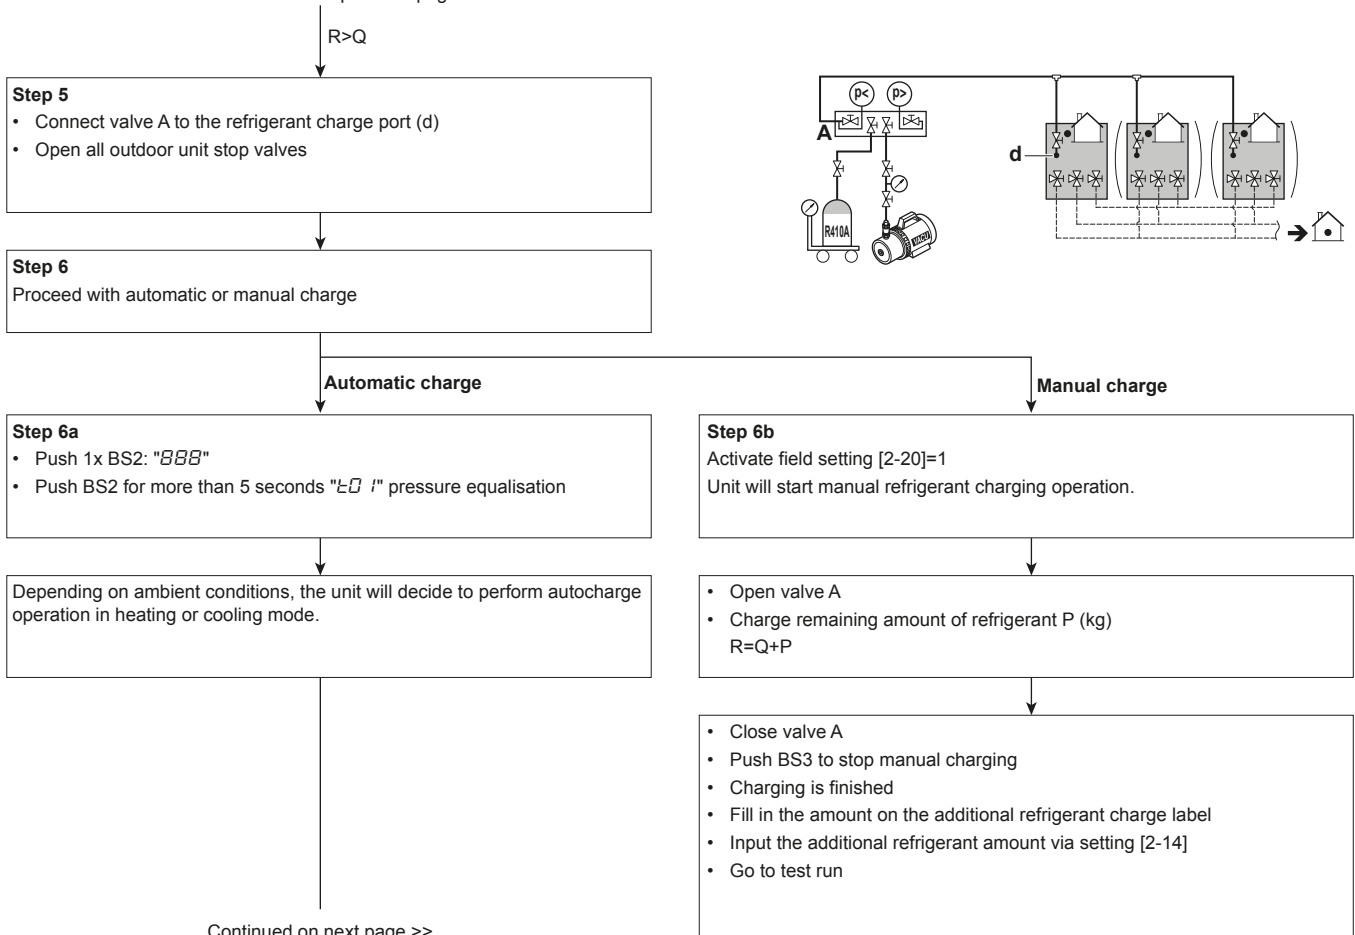 R>Q
Step 5
• Connect valve A to the refrigerant charge port (d)
• Open all outdoor unit stop valves
p<
p>
A
d
R410A
Step 6
Proceed with automatic or manual charge
Automatic charge
Manual charge
Step 6a
• Push 1x BS2: "888"
• Push BS2 for more than 5 seconds "t01" pressure equalisation
Step 6b
Activate field setting [2-20]=1
Unit will start manual refrigerant charging operation.
Depending on ambient conditions, the unit will decide to perform autocharge
operation in heating or cooling mode.
• Open valve A
• Charge remaining amount of refrigerant P (kg)
R=Q+P
• Close valve A
• Push BS3 to stop manual charging
• Charging is finished
• Fill in the amount on the additional refrigerant charge label
• Input the additional refrigerant amount via setting [2-14]
• Go to test run
Continued on next page >>